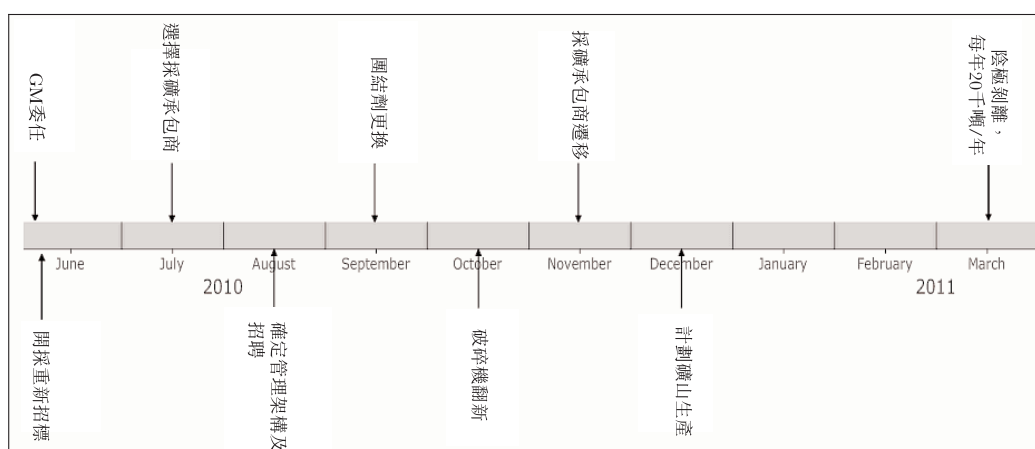 GM委任
選擇採礦承包商
團結劑更換
採礦承包商遷移
陰極剝離，
每年20千噸/年
June
July
August
September
October
November
December
January
February
March
2010
2011
開採重新招標
確定管理架構及
招聘
破碎機翻新
計劃礦山生產